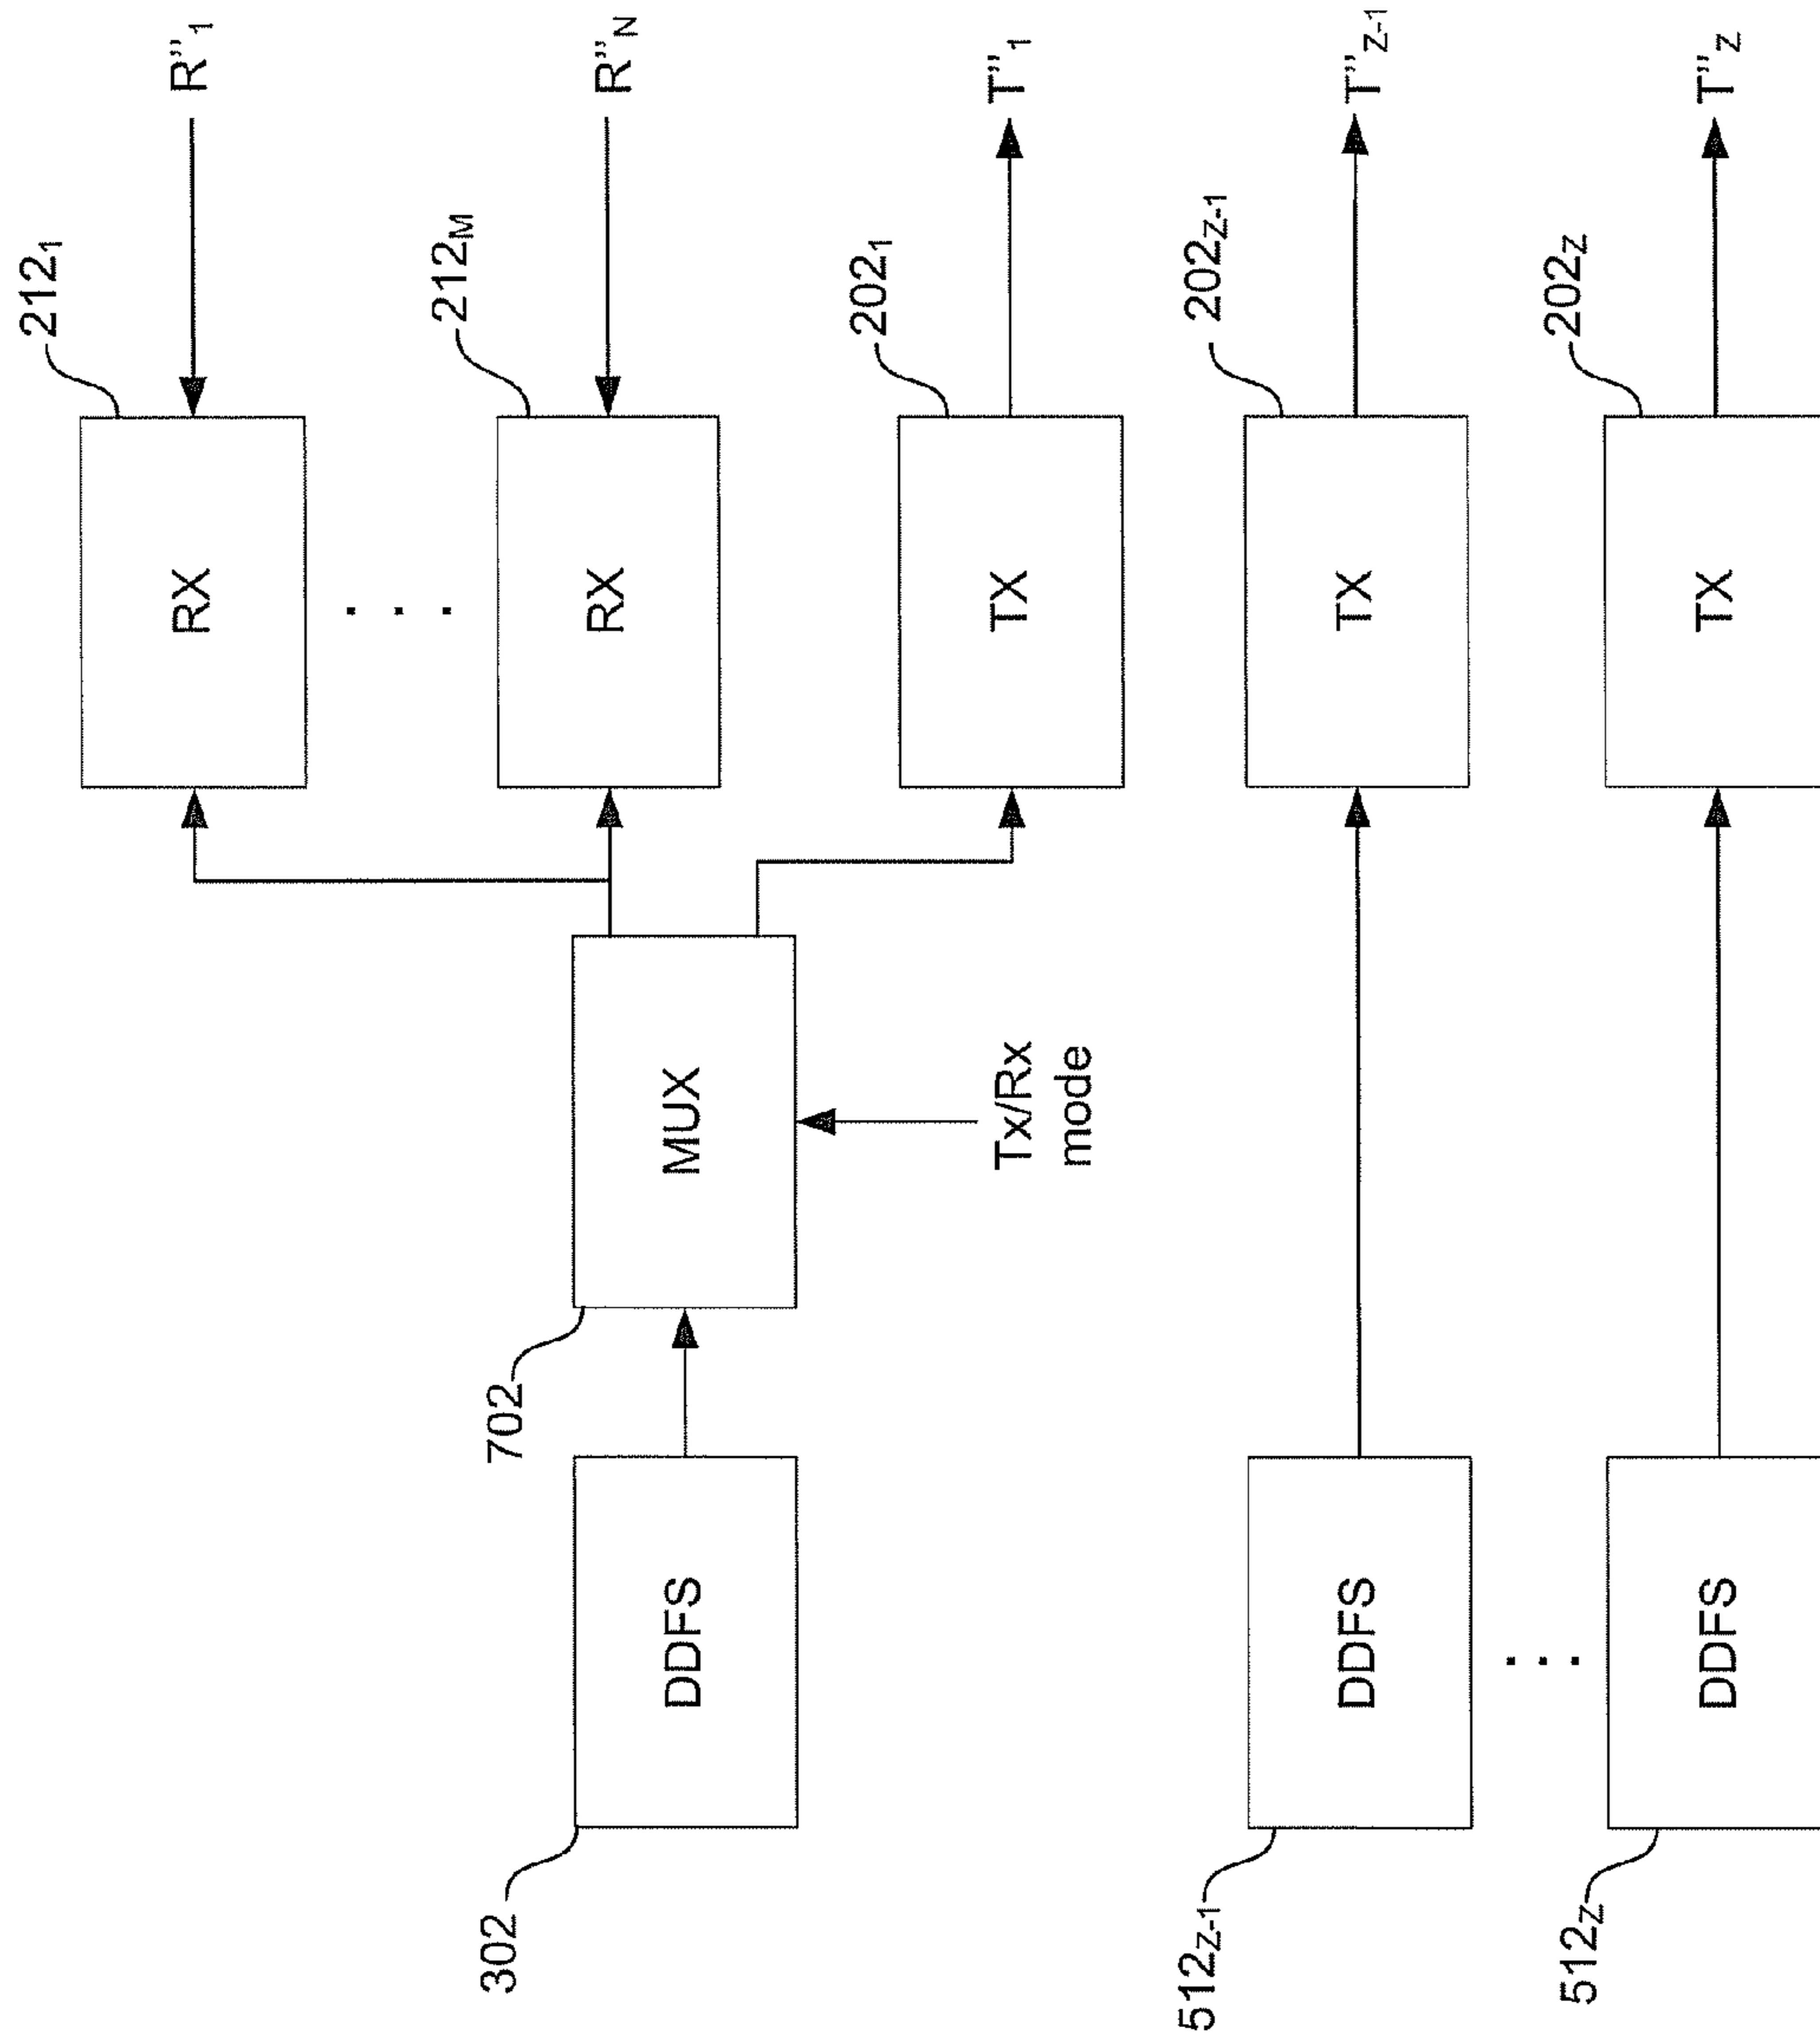 212₁
R”₁
RX
. . .
212M
R”N
RX
702
302
DDFS
MUX
Tx/Rx
mode
202₁
T”₁
TX
512Z-1
DDFS
202Z-1
T”Z-1
TX
. . .
512Z
DDFS
202Z
T”Z
TX